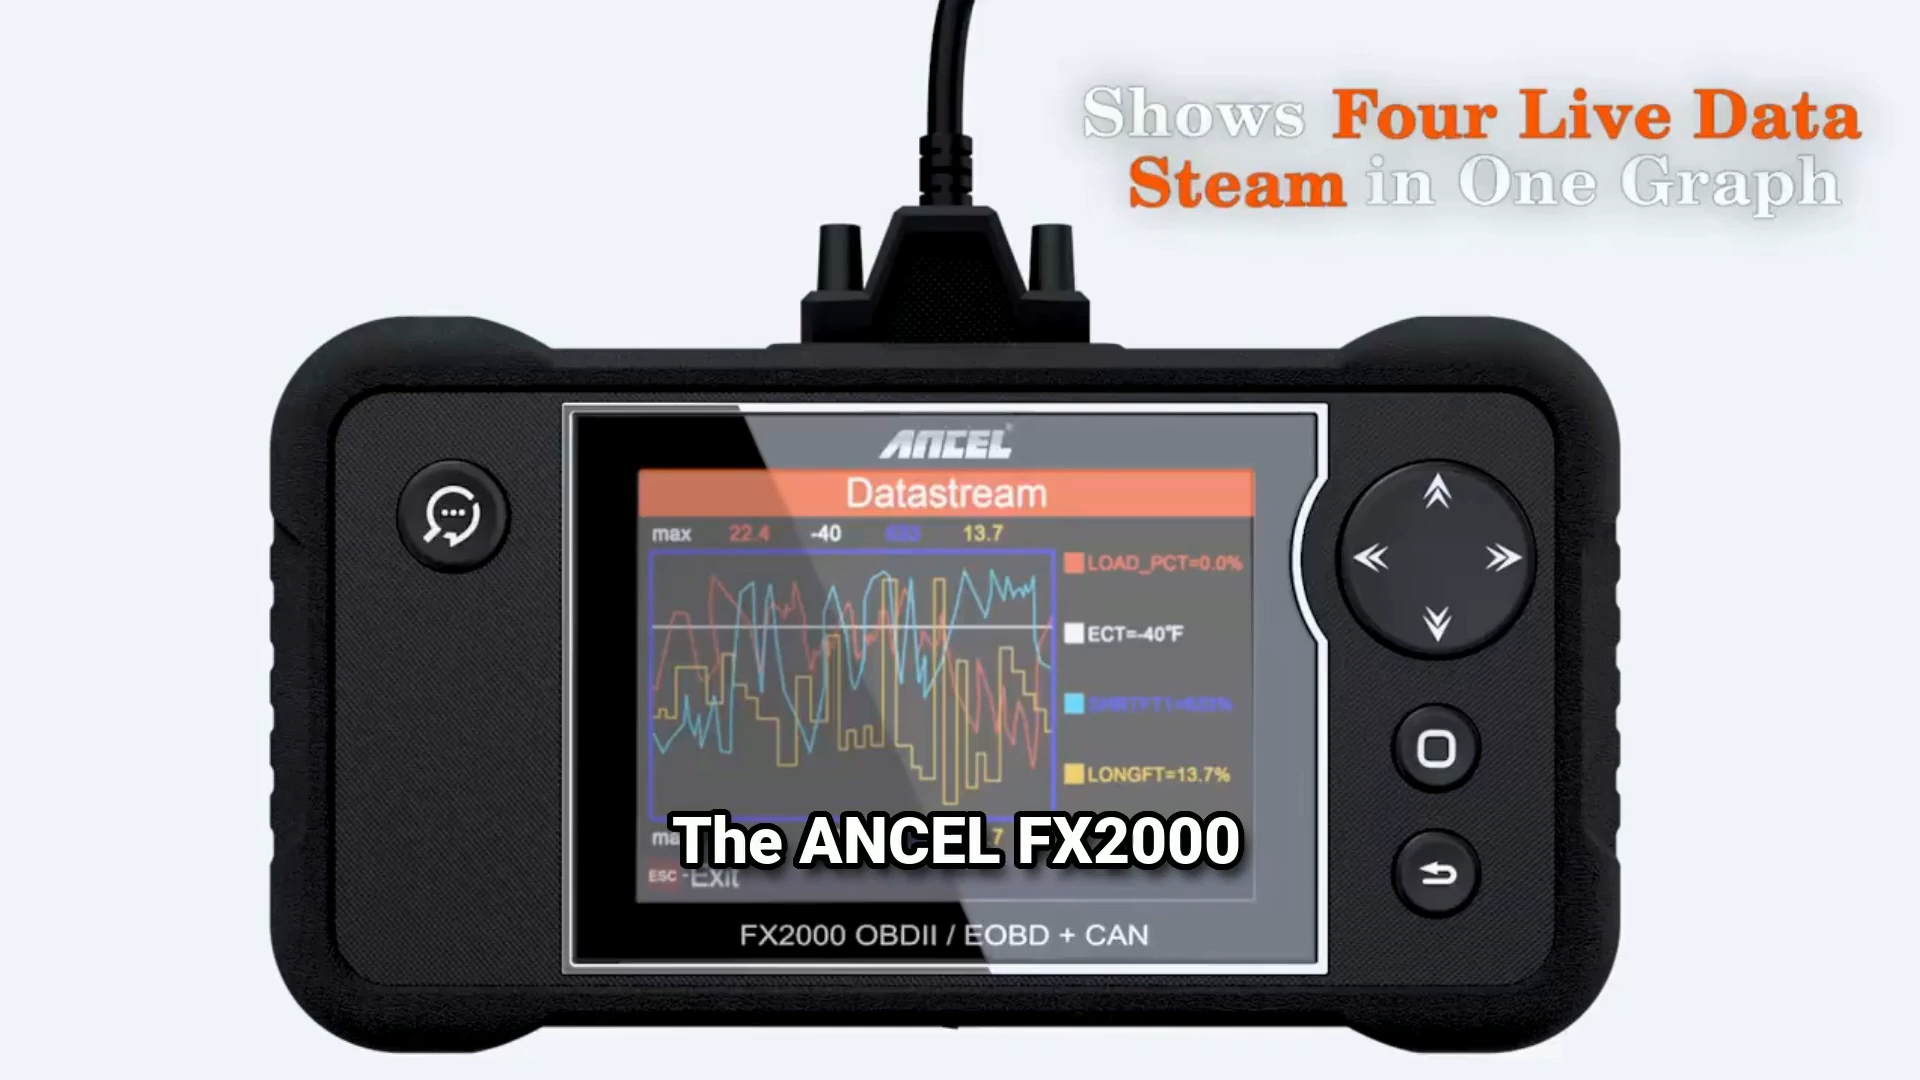 Shows Four Live Data
Steam in One Graph
ANCEL
Datastream
max 22.4 -40 13.7
LOAD_PCT=0.0%
ECT=-40°F
LONGFT=13.7%
The ANCEL FX2000
ESC - Exit
FX2000 OBDII / EOBD + CAN